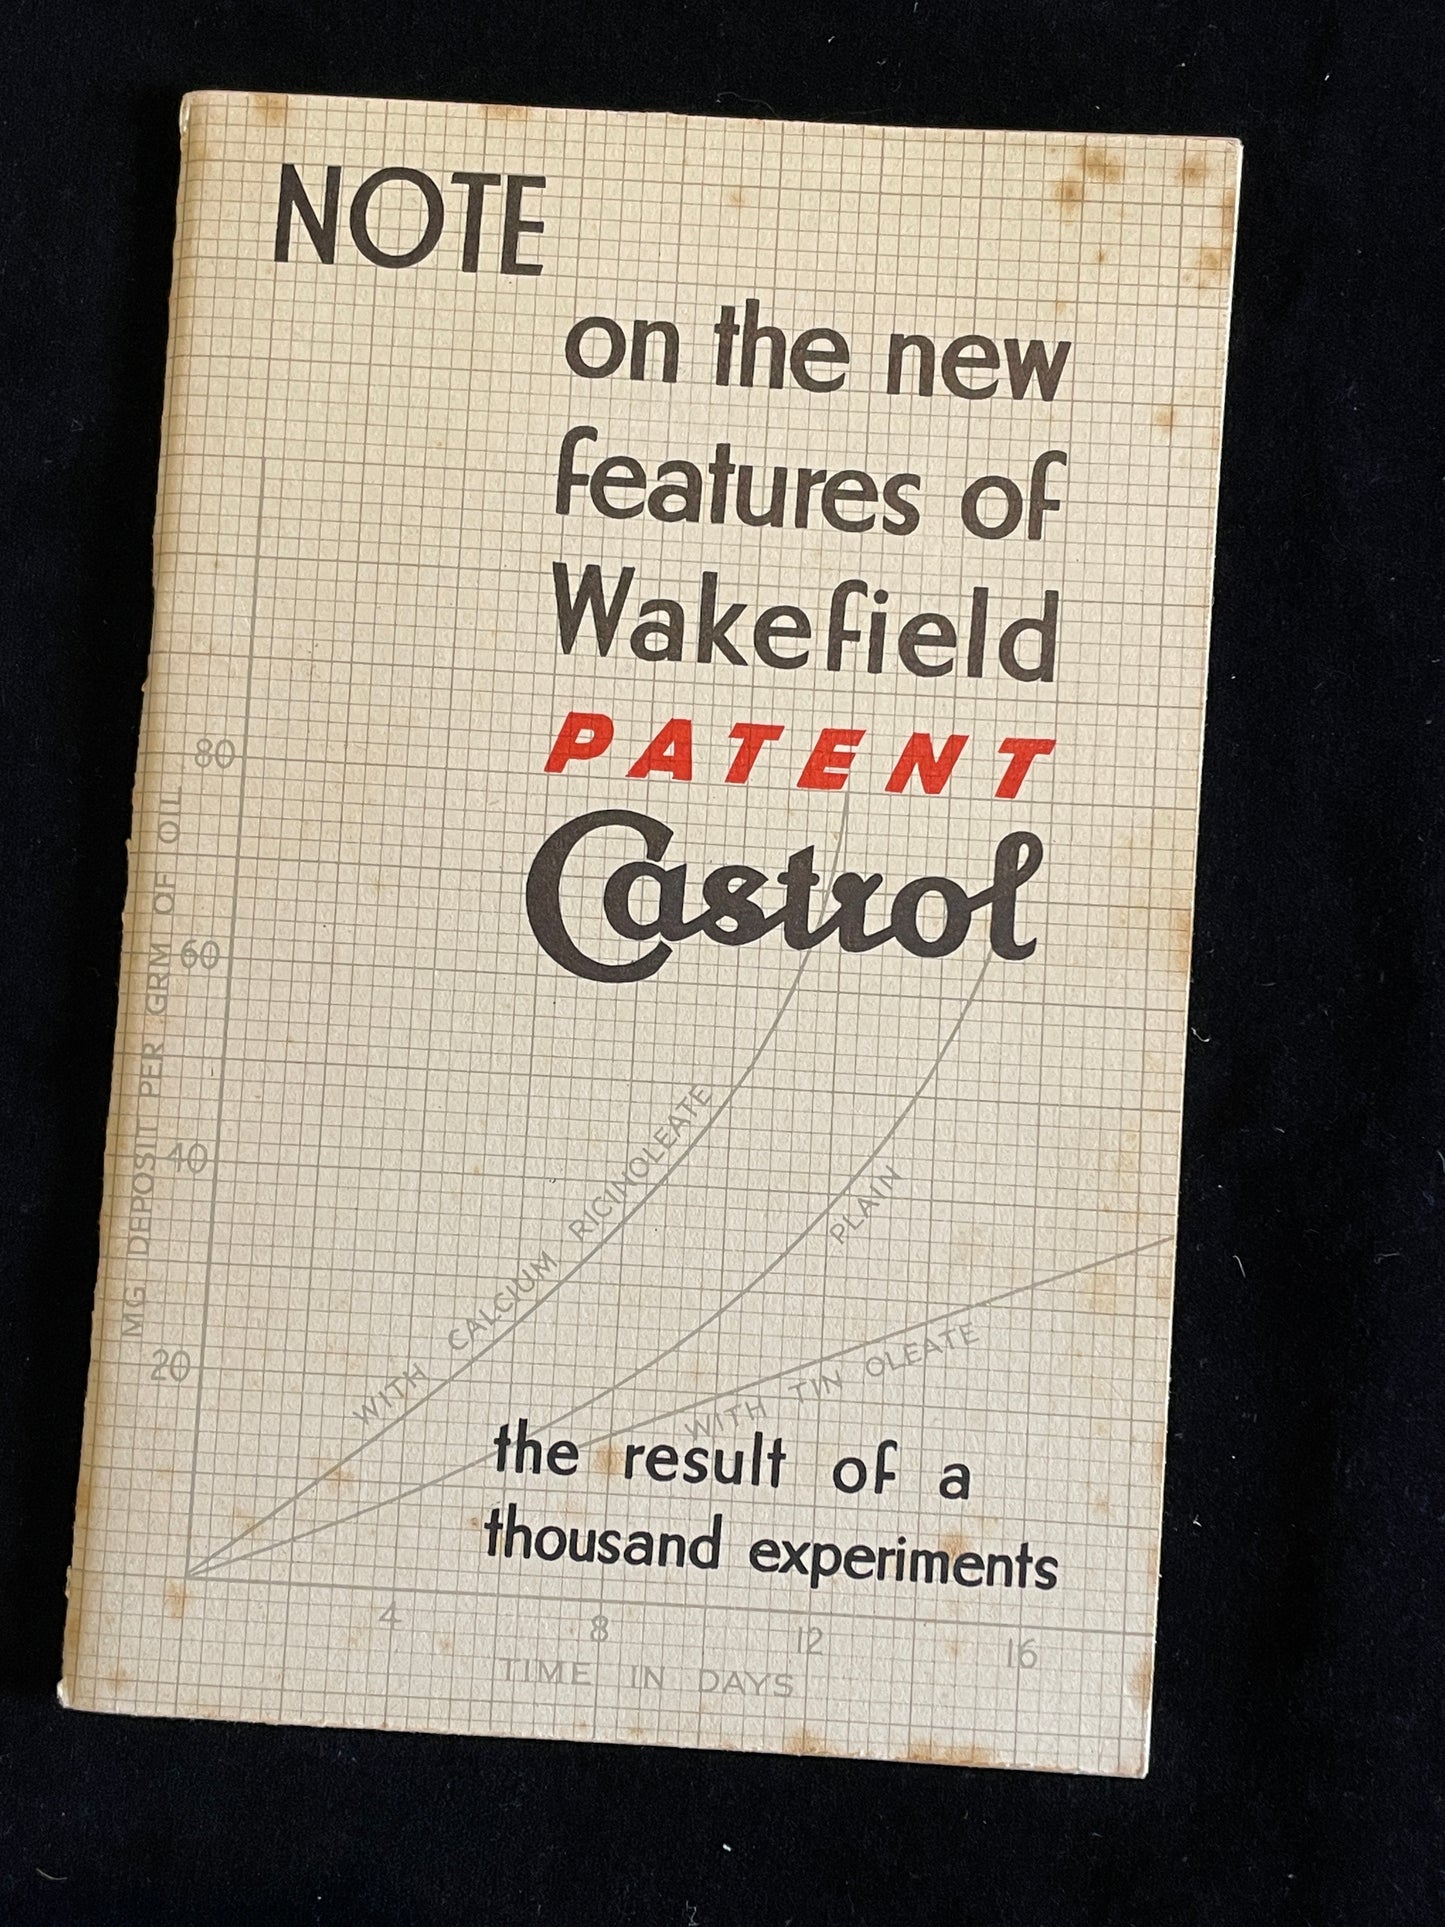 NOTE
on the new
features of
Wakefield
PATENT
Castrol
80
60
40
20
MG DEPOSIT PER GRM OF OIL
WITH CALCIUM RICINOLEATE
PLAIN
WITH TIN OLEATE
the result of a
thousand experiments
4 8 12 16
TIME IN DAYS